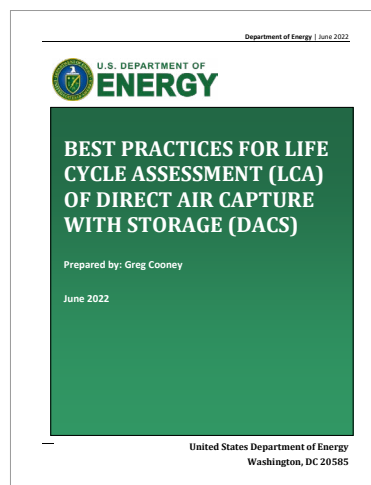 Department of Energy | June 2022
U.S. DEPARTMENT OF
ENERGY
BEST PRACTICES FOR LIFE
CYCLE ASSESSMENT (LCA)
OF DIRECT AIR CAPTURE
WITH STORAGE (DACS)
Prepared by: Greg Cooney
June 2022
United States Department of Energy
Washington, DC 20585